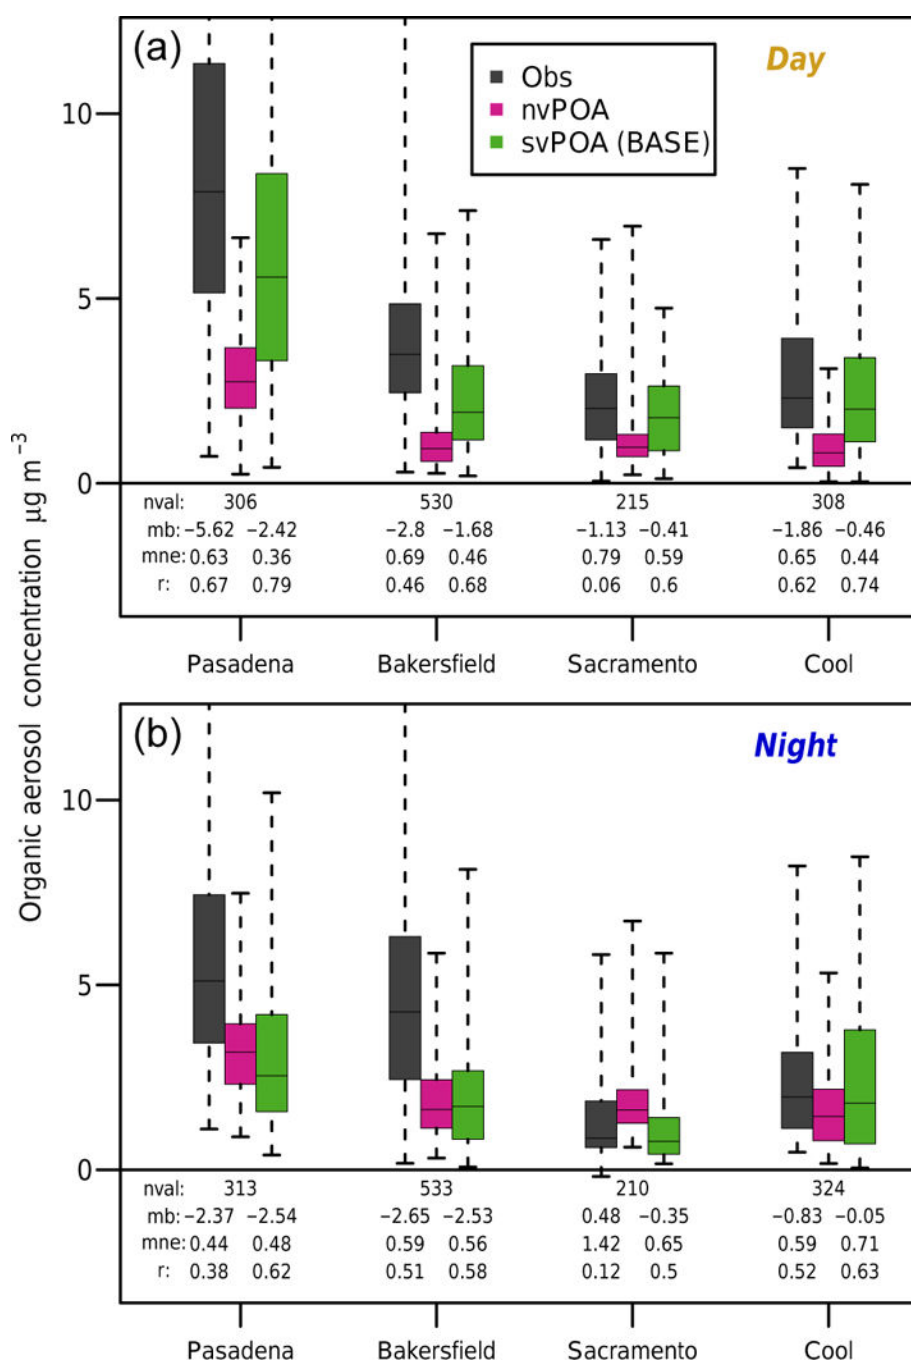 Organic aerosol concentration μg m−3
(a)
Day
Obs
nvPOA
svPOA (BASE)
10
5
0
nval: 306 530 215 308
mb: −5.62 −2.42 −2.8 −1.68 −1.13 −0.41 −1.86 −0.46
mne: 0.63 0.36 0.69 0.46 0.79 0.59 0.65 0.44
r: 0.67 0.79 0.46 0.68 0.06 0.6 0.62 0.74
Pasadena Bakersfield Sacramento Cool
(b)
Night
10
5
0
nval: 313 533 210 324
mb: −2.37 −2.54 −2.65 −2.53 0.48 −0.35 −0.83 −0.05
mne: 0.44 0.48 0.59 0.56 1.42 0.65 0.59 0.71
r: 0.38 0.62 0.51 0.58 0.12 0.5 0.52 0.63
Pasadena Bakersfield Sacramento Cool